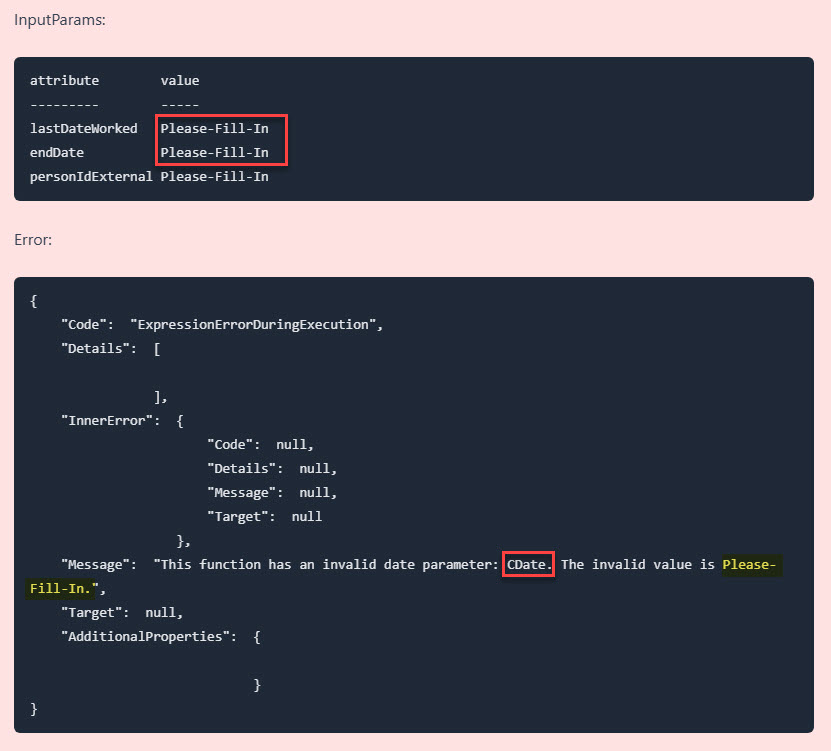 InputParams:
attribute        value
---------        -----
lastDateWorked   Please-Fill-In
endDate          Please-Fill-In
personIdExternal Please-Fill-In
Error:
{
    "Code":  "ExpressionErrorDuringExecution",
    "Details":  [

                ],
    "InnerError":  {
                       "Code":  null,
                       "Details":  null,
                       "Message":  null,
                       "Target":  null
                   },
    "Message":  "This function has an invalid date parameter: CDate. The invalid value is Please-
Fill-In.",
    "Target":  null,
    "AdditionalProperties":  {

                             }
}